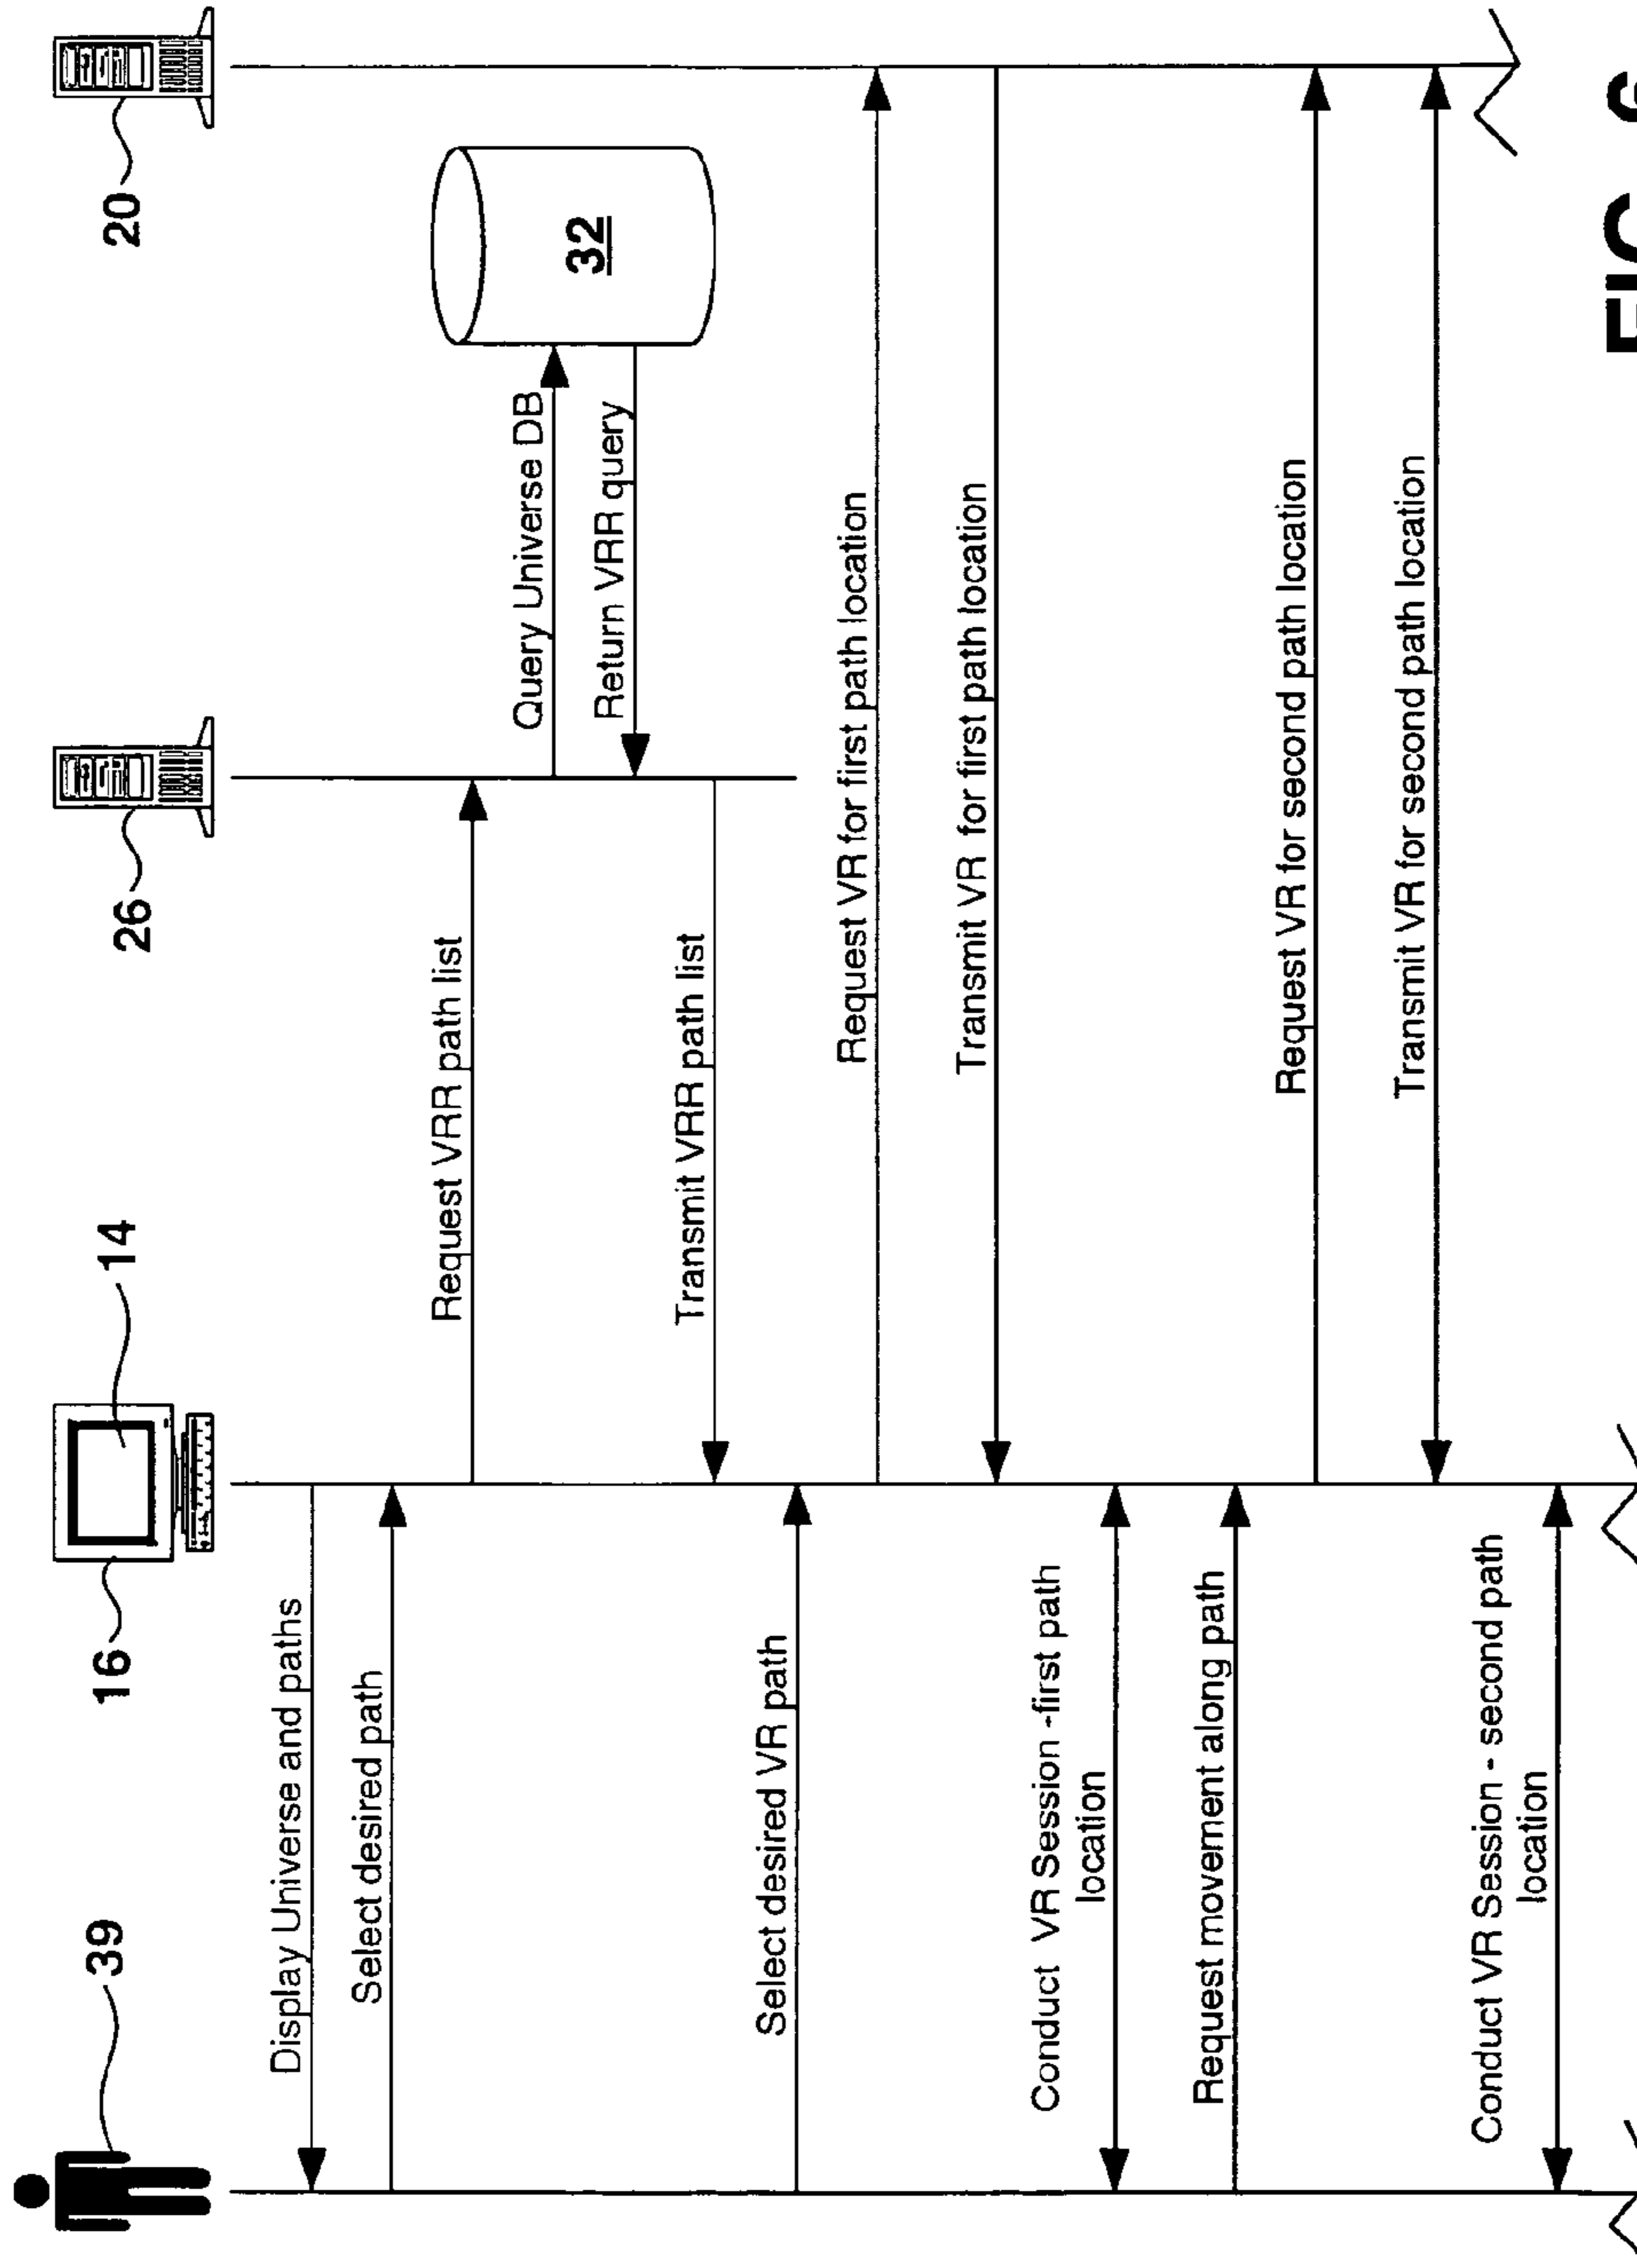 39
16
14
26
20
Display Universe and paths
Select desired path
Request VRR path list
Query Universe DB
Return VRR query
32
Transmit VRR path list
Select desired VR path
Request VR for first path location
Transmit VR for first path location
Conduct VR Session -first path
location
Request movement along path
Request VR for second path location
Transmit VR for second path location
Conduct VR Session - second path
location